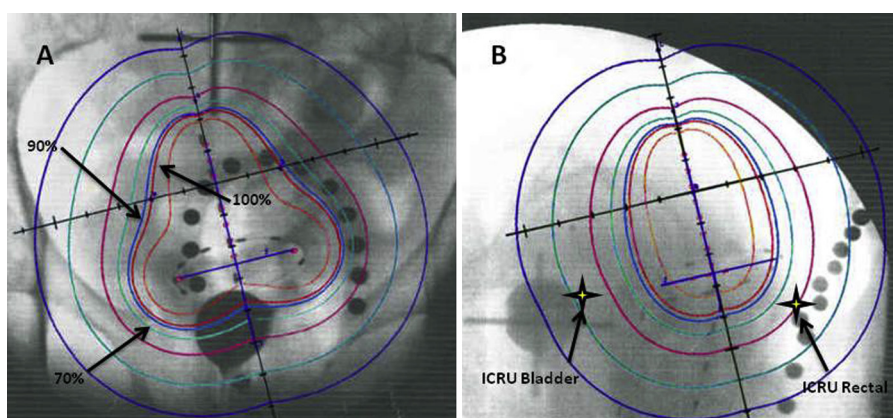 A
B
90%
100%
70%
ICRU Bladder
ICRU Rectal